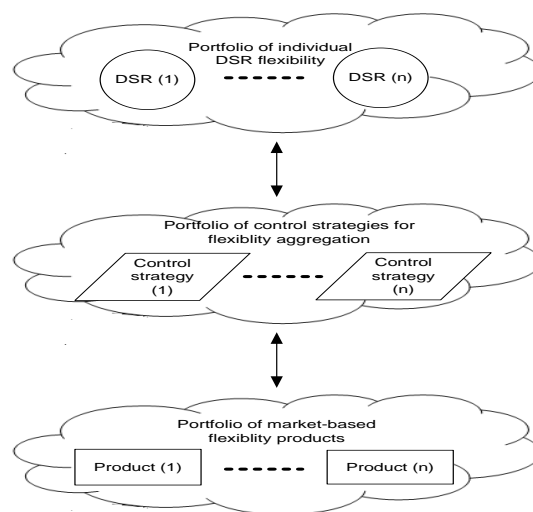 Portfolio of individual
DSR flexibility
DSR (1)
DSR (n)
Portfolio of control strategies for
flexiblity aggregation
Control
strategy
(1)
Control
strategy
(n)
Portfolio of market-based
flexiblity products
Product (1)
Product (n)